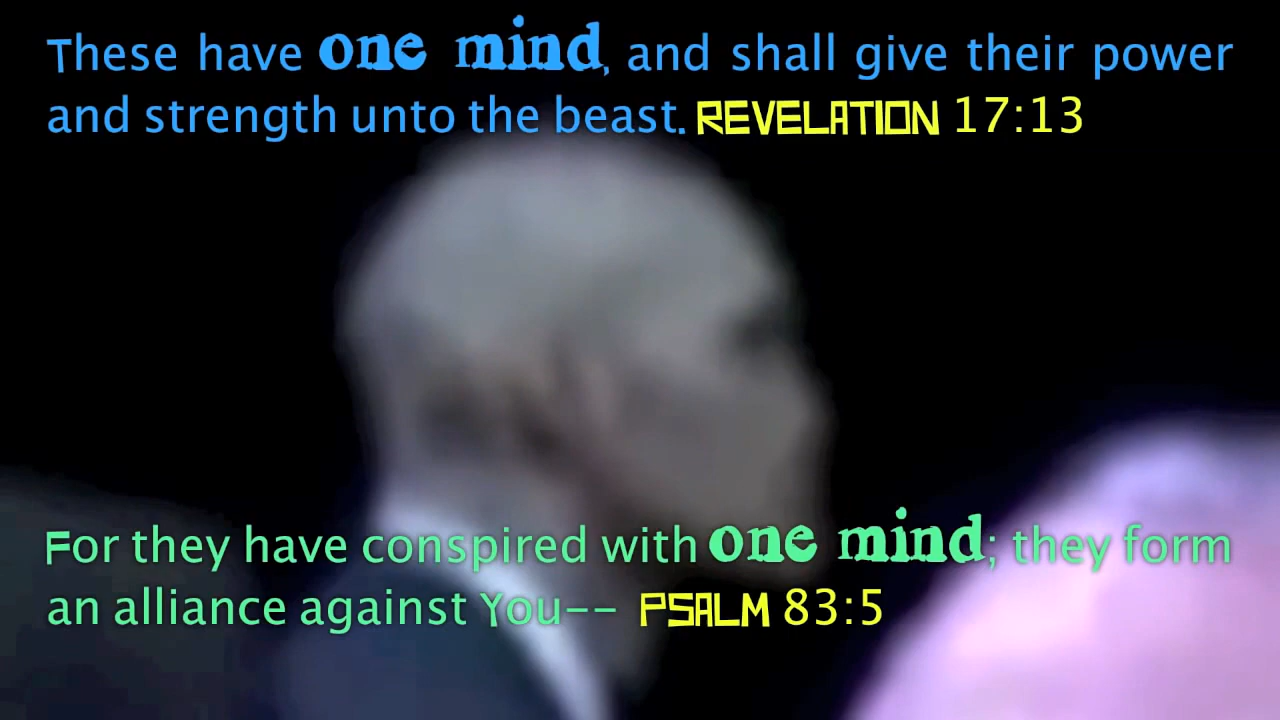 These have one mind, and shall give their power
and strength unto the beast. REVELATION 17:13
For they have conspired with one mind; they form
an alliance against You-- PSALM 83:5